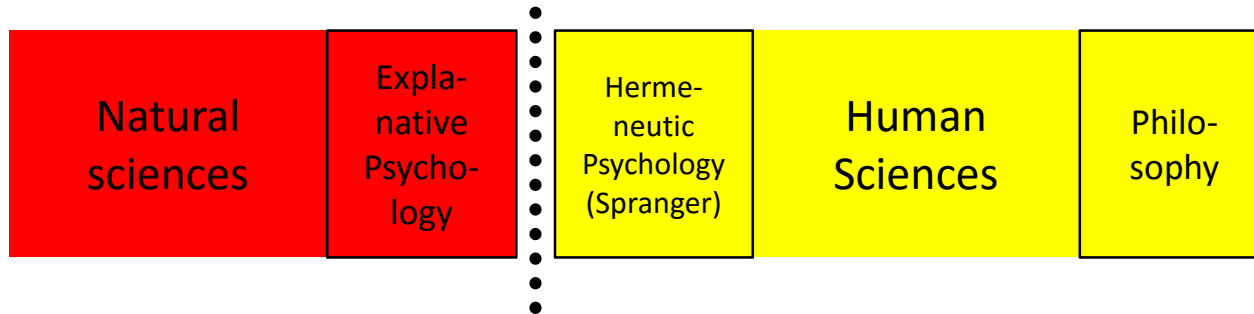 Natural
sciences
Expla-
native
Psycho-
logy
Herme-
neutic
Psychology
(Spranger)
Human
Sciences
Philo-
sophy